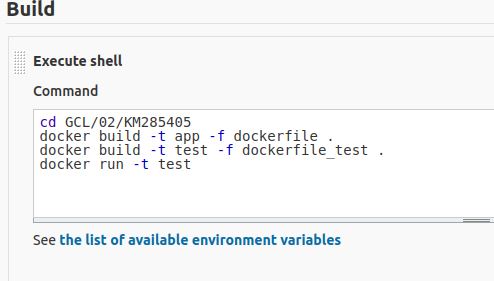 Build
Execute shell
Command
cd GCL/02/KM285405
docker build -t app -f dockerfile .
docker build -t test -f dockerfile_test .
docker run -t test
See the list of available environment variables